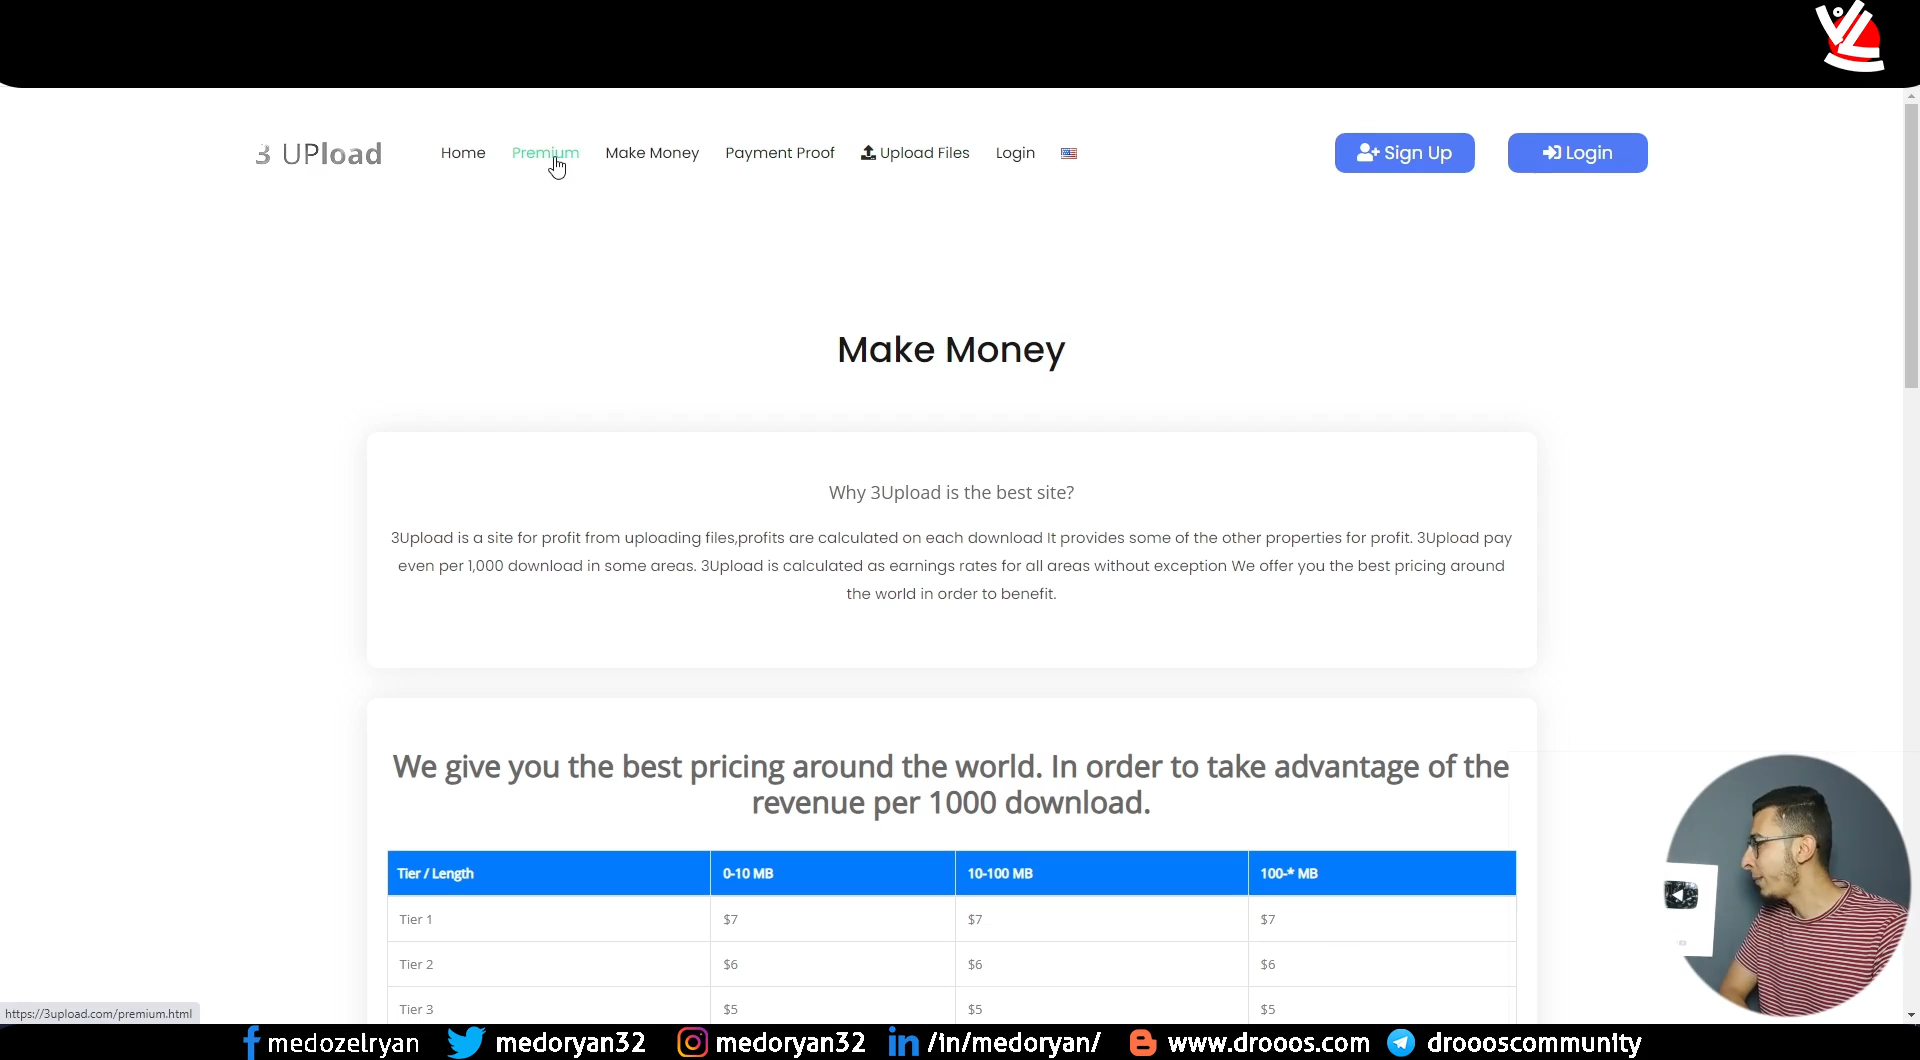 3 UPload
Home Premium Make Money Payment Proof Upload Files Login
Sign Up
Login
Make Money
Why 3Upload is the best site?
3Upload is a site for profit from uploading files,profits are calculated on each download It provides some of the other properties for profit. 3Upload pay
even per 1,000 download in some areas. 3Upload is calculated as earnings rates for all areas without exception We offer you the best pricing around
the world in order to benefit.
We give you the best pricing around the world. In order to take advantage of the
revenue per 1000 download.
Tier / Length 0-10 MB 10-100 MB 100-* MB
Tier 1 $7 $7 $7
Tier 2 $6 $6 $6
Tier 3 $5 $5 $5
https://3upload.com/premium.html
medozelryan medoryan32 medoryan32 /in/medoryan/ www.drooos.com droooscommunity